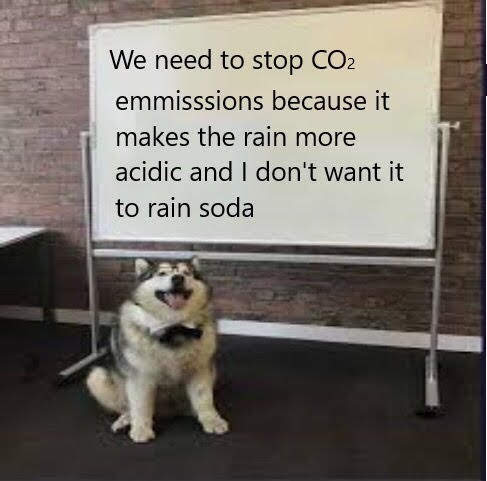 We need to stop CO₂
emmisssions because it
makes the rain more
acidic and I don't want it
to rain soda